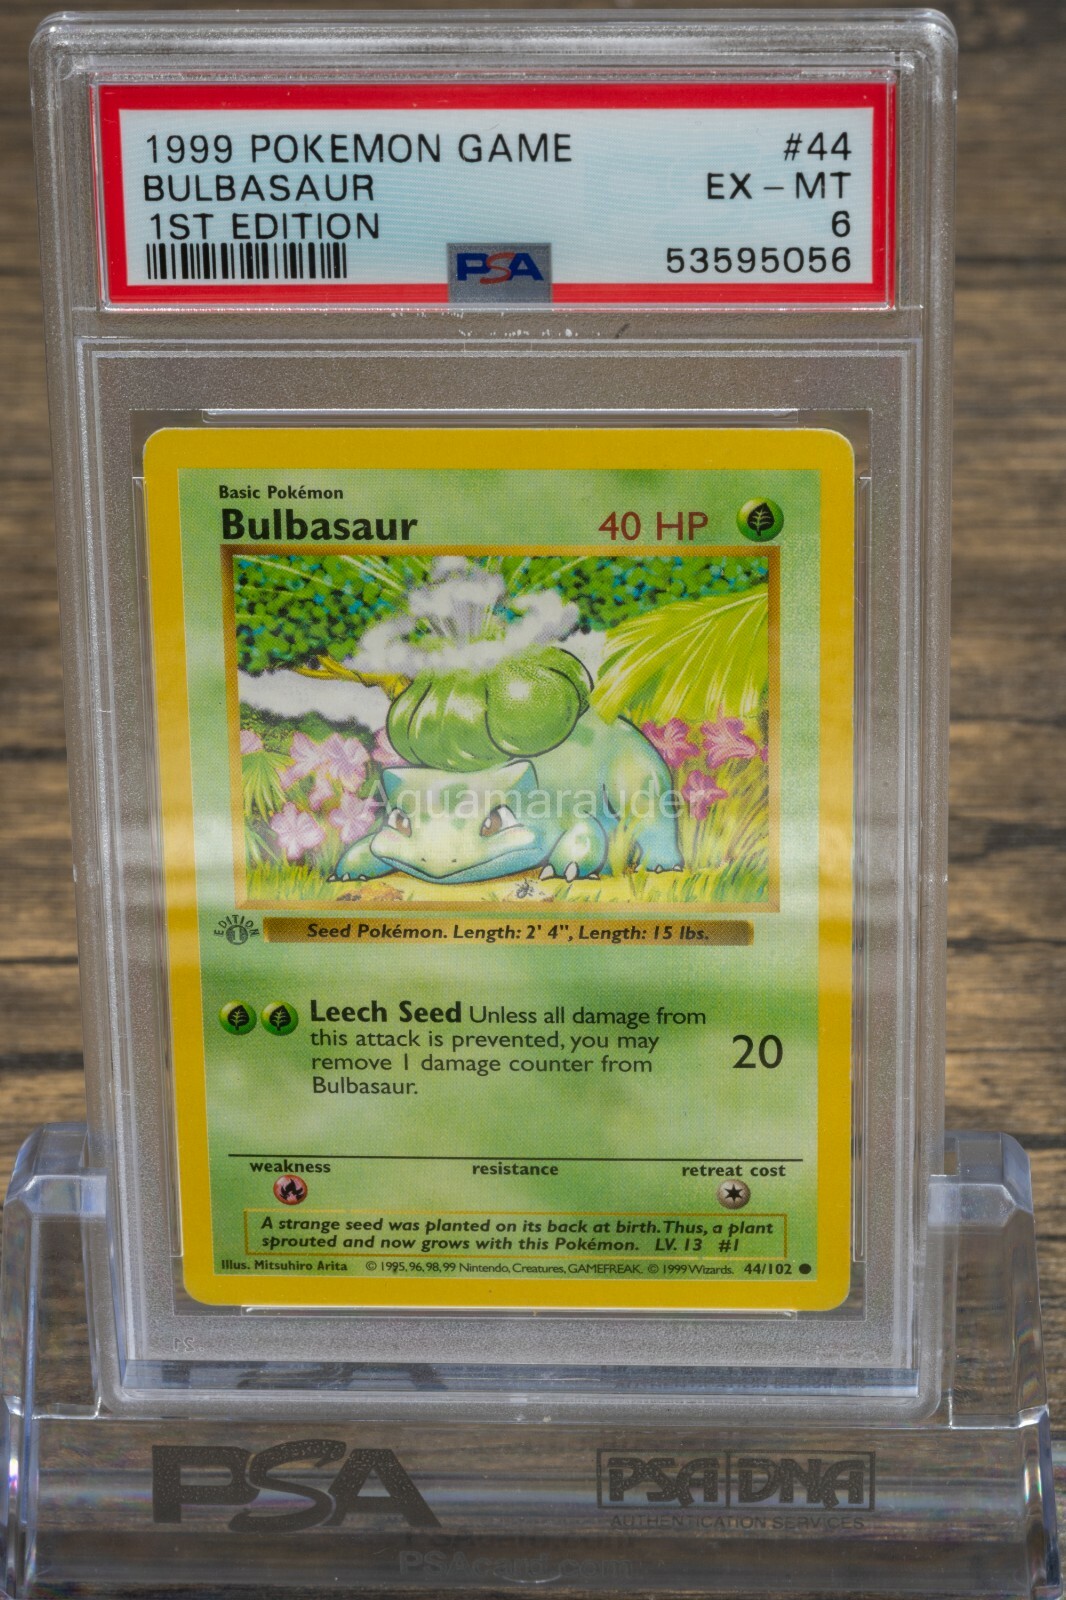 1999 POKEMON GAME #44
BULBASAUR EX - MT
1ST EDITION 6
PSA 53595056
Basic Pokémon
Bulbasaur 40 HP
Aquamarauder
EDITION 1
Seed Pokémon. Length: 2' 4", Length: 15 lbs.
Leech Seed Unless all damage from
this attack is prevented, you may
remove 1 damage counter from
Bulbasaur.
20
weakness resistance retreat cost
A strange seed was planted on its back at birth. Thus, a plant
sprouted and now grows with this Pokémon. LV. 13 #1
Illus. Mitsuhiro Arita © 1995, 96, 98, 99 Nintendo, Creatures, GAMEFREAK. © 1999 Wizards. 44/102
PSA PSA DNA
AUTHENTICATION SERVICES
PSAcard.com